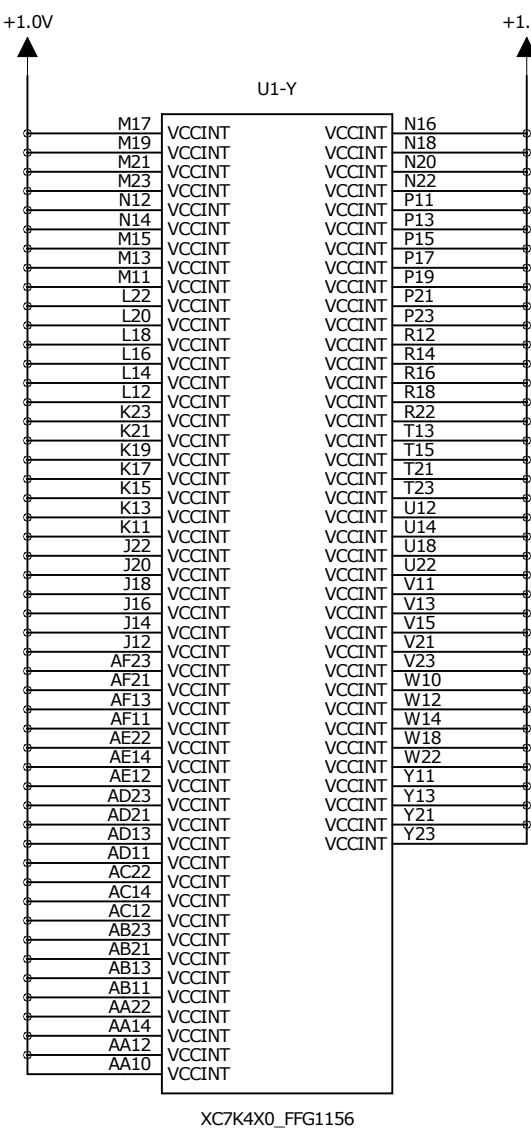 +1.0V +1.
U1-Y
M17 VCCINT VCCINT N16
M19 VCCINT VCCINT N18
M21 VCCINT VCCINT N20
M23 VCCINT VCCINT N22
N12 VCCINT VCCINT P11
N14 VCCINT VCCINT P13
M15 VCCINT VCCINT P15
M13 VCCINT VCCINT P17
M11 VCCINT VCCINT P19
L22 VCCINT VCCINT P21
L20 VCCINT VCCINT P23
L18 VCCINT VCCINT R12
L16 VCCINT VCCINT R14
L14 VCCINT VCCINT R16
L12 VCCINT VCCINT R18
K23 VCCINT VCCINT R22
K21 VCCINT VCCINT T13
K19 VCCINT VCCINT T15
K17 VCCINT VCCINT T21
K15 VCCINT VCCINT T23
K13 VCCINT VCCINT U12
K11 VCCINT VCCINT U14
J22 VCCINT VCCINT U18
J20 VCCINT VCCINT U22
J18 VCCINT VCCINT V11
J16 VCCINT VCCINT V13
J14 VCCINT VCCINT V15
J12 VCCINT VCCINT V21
AF23 VCCINT VCCINT V23
AF21 VCCINT VCCINT W10
AF13 VCCINT VCCINT W12
AF11 VCCINT VCCINT W14
AE22 VCCINT VCCINT W18
AE14 VCCINT VCCINT W22
AE12 VCCINT VCCINT Y11
AD23 VCCINT VCCINT Y13
AD21 VCCINT VCCINT Y21
AD13 VCCINT VCCINT Y23
AD11 VCCINT
AC22 VCCINT
AC14 VCCINT
AC12 VCCINT
AB23 VCCINT
AB21 VCCINT
AB13 VCCINT
AB11 VCCINT
AA22 VCCINT
AA14 VCCINT
AA12 VCCINT
AA10 VCCINT
XC7K4X0_FFG1156